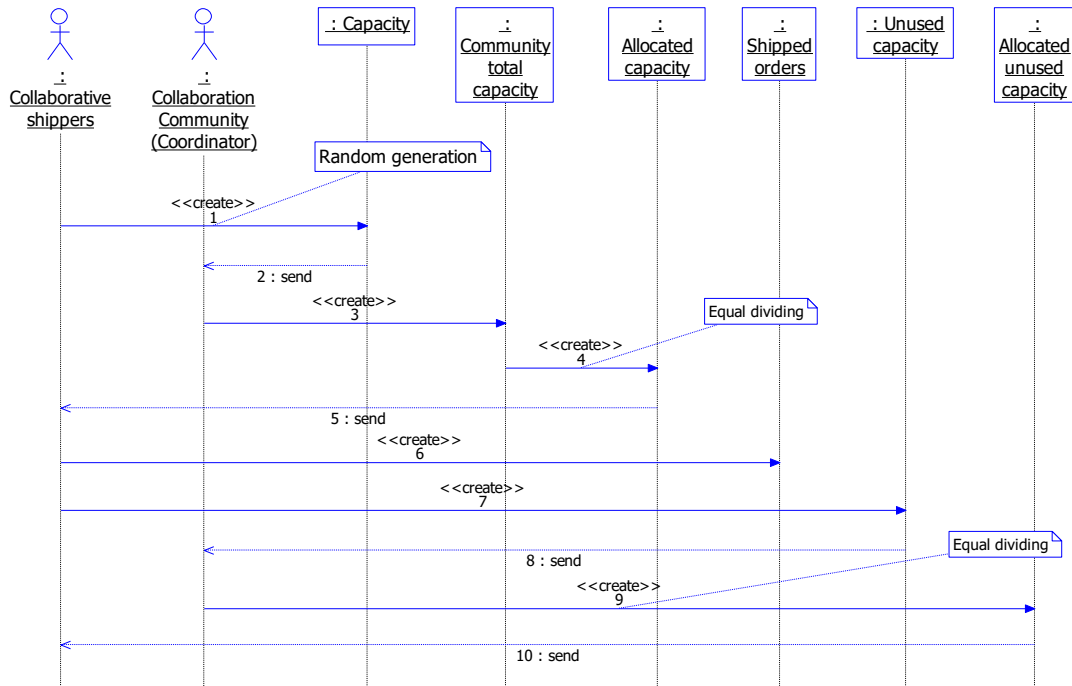 :
Collaborative
shippers
:
Collaboration
Community
(Coordinator)
: Capacity
:
Community
total
capacity
:
Allocated
capacity
:
Shipped
orders
: Unused
capacity
:
Allocated
unused
capacity
Random generation
<<create>>
1
2 : send
<<create>>
3
Equal dividing
<<create>>
4
5 : send
<<create>>
6
<<create>>
7
8 : send
Equal dividing
<<create>>
9
10 : send